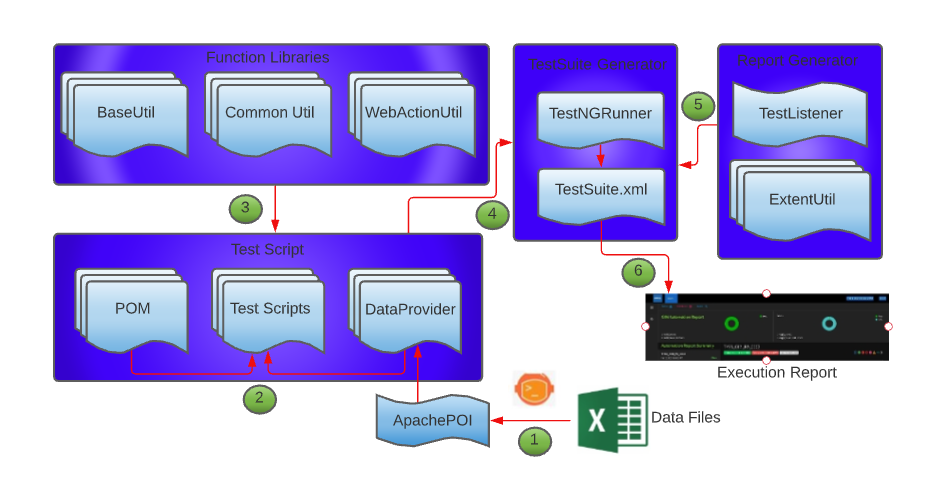 Function Libraries
BaseUtil
Common Util
WebActionUtil
TestSuite Generator
TestNGRunner
TestSuite.xml
Report Generator
TestListener
ExtentUtil
5
3
4
Test Script
POM
Test Scripts
DataProvider
6
2
Execution Report
ApachePOI
1
Data Files